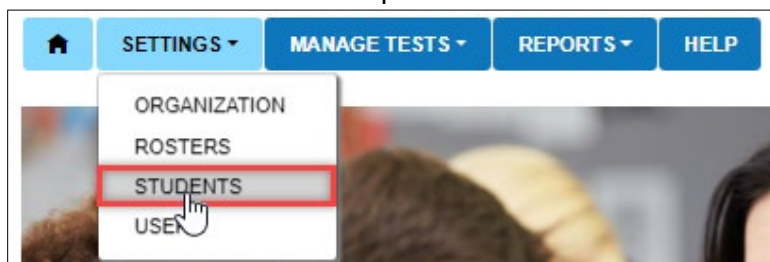 SETTINGS MANAGE TESTS REPORTS HELP
ORGANIZATION
ROSTERS
STUDENTS